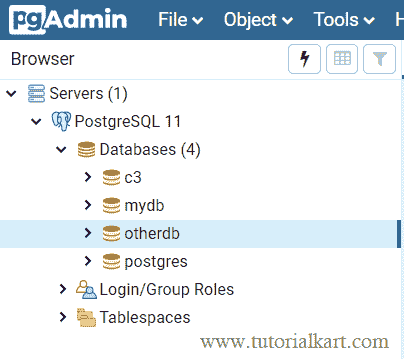 pgAdmin File Object Tools H
Browser
Servers (1)
PostgreSQL 11
Databases (4)
c3
mydb
otherdb
postgres
Login/Group Roles
Tablespaces
www.tutorialkart.com